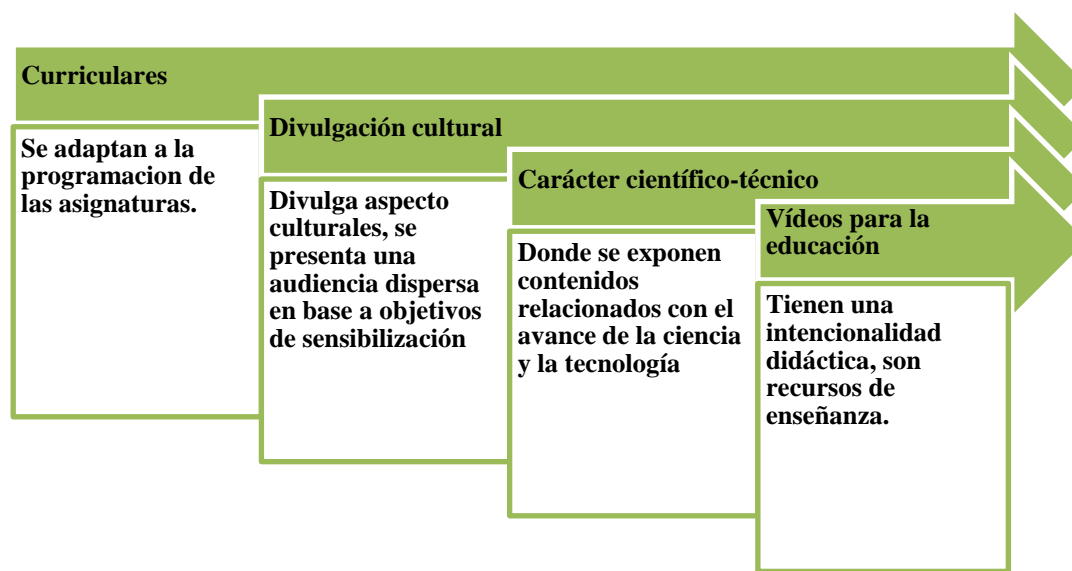 Curriculares
Se adaptan a la
programacion de
las asignaturas.
Divulgación cultural
Divulga aspecto
culturales, se
presenta una
audiencia dispersa
en base a objetivos
de sensibilización
Carácter científico-técnico
Donde se exponen
contenidos
relacionados con el
avance de la ciencia
y la tecnología
Vídeos para la
educación
Tienen una
intencionalidad
didáctica, son
recursos de
enseñanza.